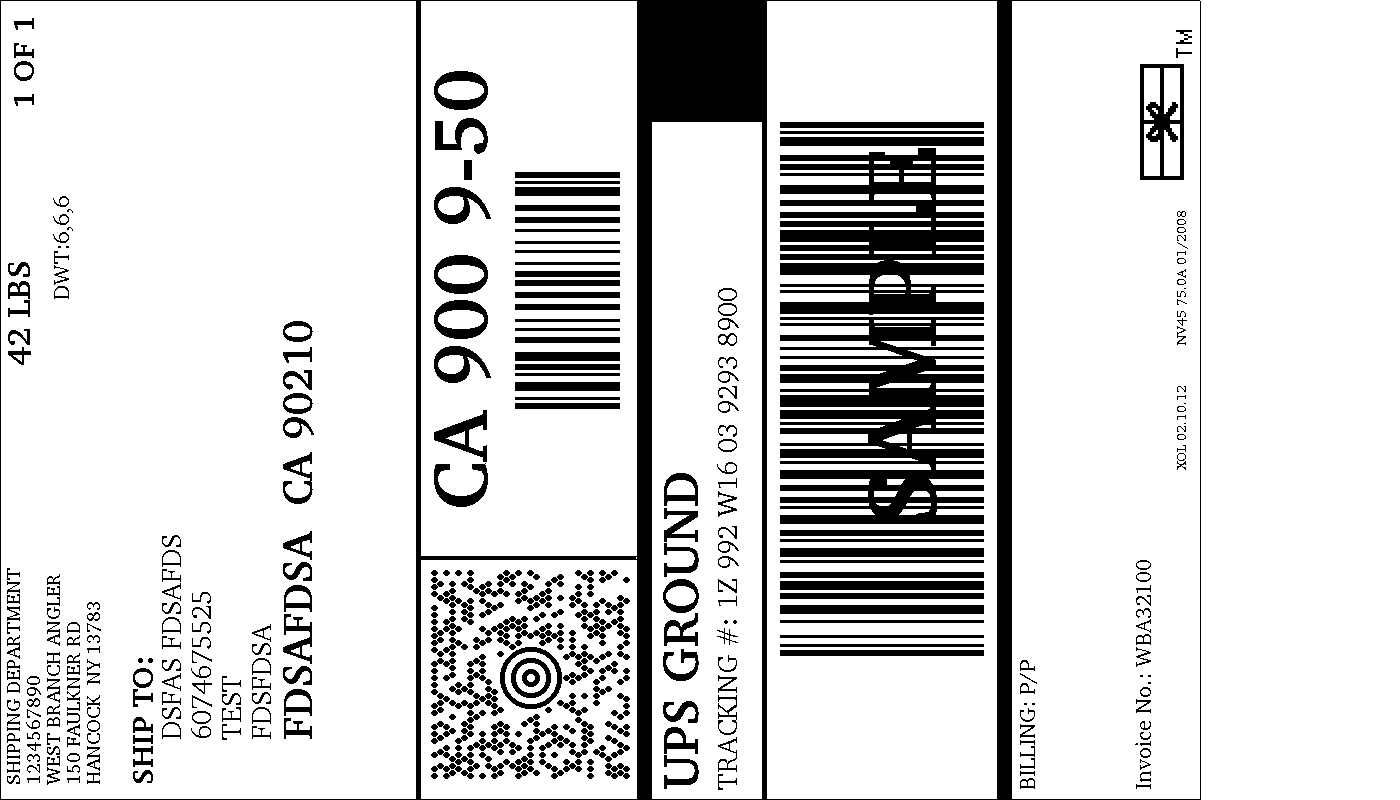 SHIPPING DEPARTMENT
1234567890
WEST BRANCH ANGLER
150 FAULKNER RD
HANCOCK NY 13783
42 LBS
1 OF 1
DWT:6,6,6
SHIP TO:
DSFAS FDSAFDS
6074675525
TEST
FDSFDSA
FDSAFDSA CA 90210
CA 900 9-50
UPS GROUND
TRACKING #: 1Z 992 W16 03 9293 8900
SAMPLE
BILLING: P/P
Invoice No.: WBA32100
XOL 02.10.12 NV45 75.0A 01/2008
TM